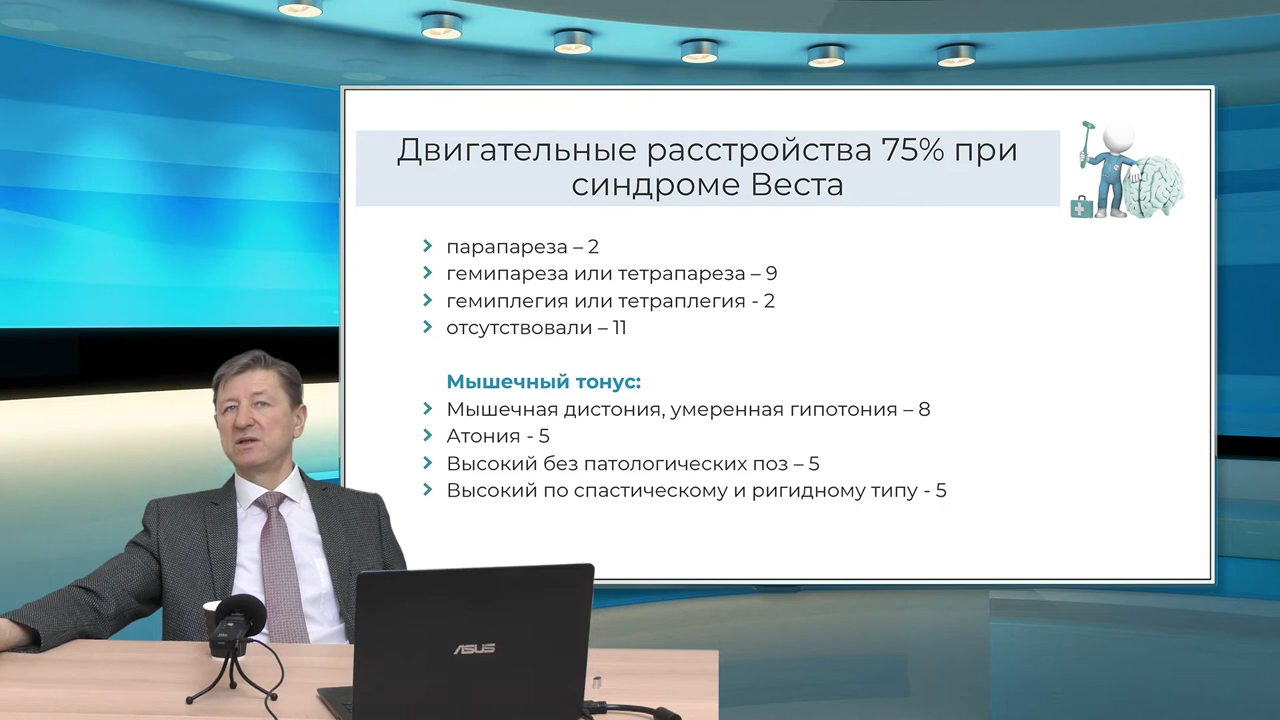 Двигательные расстройства 75% при
синдроме Веста
парапареза – 2
гемипареза или тетрапареза – 9
гемиплегия или тетраплегия - 2
отсутствовали – 11
Мышечный тонус:
Мышечная дистония, умеренная гипотония – 8
Атония - 5
Высокий без патологических поз – 5
Высокий по спастическому и ригидному типу - 5
ASUS